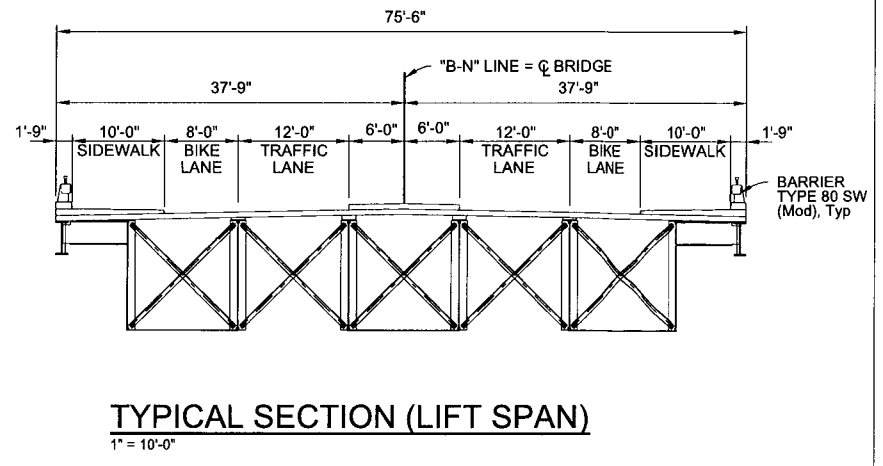 75'-6"
"B-N" LINE = ℄ BRIDGE
37'-9"
37'-9"
1'-9"
10'-0"
8'-0"
12'-0"
6'-0"
6'-0"
12'-0"
8'-0"
10'-0"
1'-9"
SIDEWALK
BIKE
LANE
TRAFFIC
LANE
TRAFFIC
LANE
BIKE
LANE
SIDEWALK
BARRIER
TYPE 80 SW
(Mod), Typ
TYPICAL SECTION (LIFT SPAN)
1" = 10'-0"